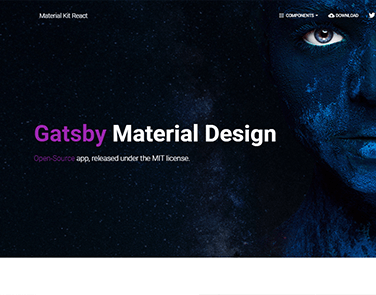 Material Kit React
COMPONENTS
DOWNLOAD
Gatsby Material Design
Open-Source app, released under the MIT license.